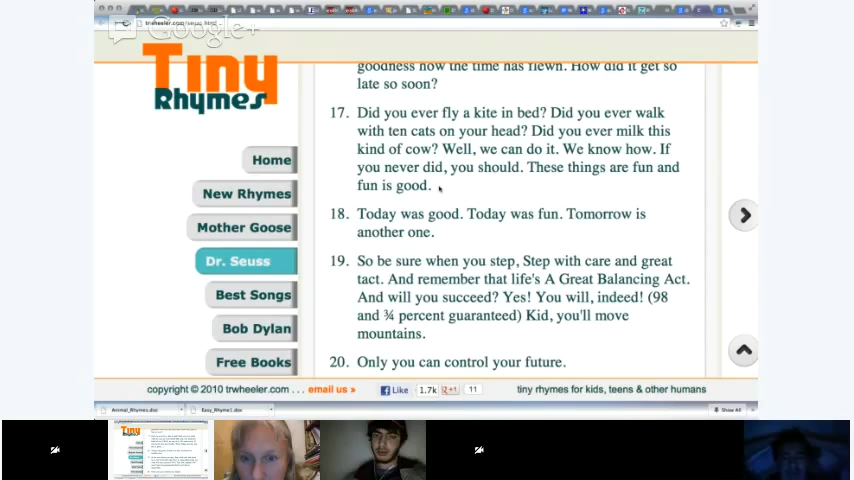 trwheeler.com/seuss.html
Google+
Tiny
Rhymes
goodness how the time has flewn. How did it get so
late so soon?
17. Did you ever fly a kite in bed? Did you ever walk
with ten cats on your head? Did you ever milk this
kind of cow? Well, we can do it. We know how. If
you never did, you should. These things are fun and
fun is good.
18. Today was good. Today was fun. Tomorrow is
another one.
19. So be sure when you step, Step with care and great
tact. And remember that life's A Great Balancing Act.
And will you succeed? Yes! You will, indeed! (98
and ¾ percent guaranteed) Kid, you'll move
mountains.
20. Only you can control your future.
Home
New Rhymes
Mother Goose
Dr. Seuss
Best Songs
Bob Dylan
Free Books
copyright © 2010 trwheeler.com . . . email us »
Like
1.7k
+1
11
tiny rhymes for kids, teens & other humans
Animal_Rhymes.doc
Easy_Rhyme1.doc
Show All
Tiny